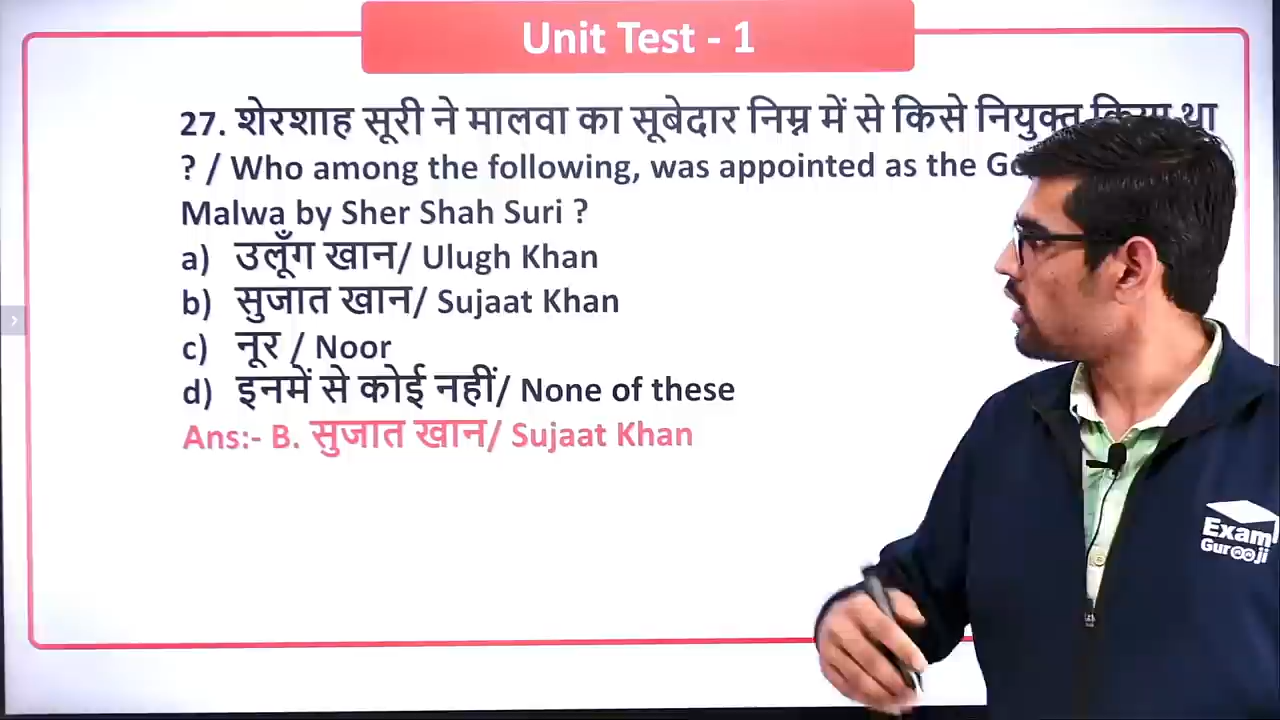 Unit Test - 1
27. शेरशाह सूरी ने मालवा का सूबेदार निम्न में से किसे नियुक्त किया था
? / Who among the following, was appointed as the
Malwa by Sher Shah Suri ?
a) उलूँग खान/ Ulugh Khan
b) सुजात खान/ Sujaat Khan
c) नूर / Noor
d) इनमें से कोई नहीं/ None of these
Ans:- B. सुजात खान/ Sujaat Khan
Exam
Gurooji